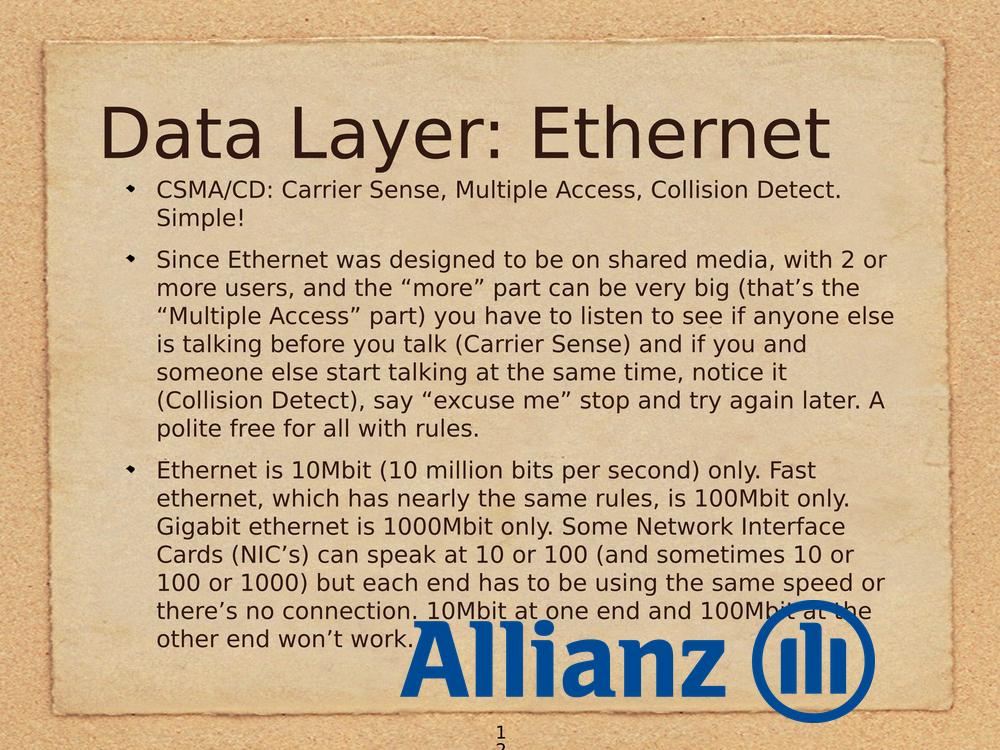 Data Layer: Ethernet
CSMA/CD: Carrier Sense, Multiple Access, Collision Detect.
Simple!
Since Ethernet was designed to be on shared media, with 2 or
more users, and the “more” part can be very big (that’s the
“Multiple Access” part) you have to listen to see if anyone else
is talking before you talk (Carrier Sense) and if you and
someone else start talking at the same time, notice it
(Collision Detect), say “excuse me” stop and try again later. A
polite free for all with rules.
Ethernet is 10Mbit (10 million bits per second) only. Fast
ethernet, which has nearly the same rules, is 100Mbit only.
Gigabit ethernet is 1000Mbit only. Some Network Interface
Cards (NIC’s) can speak at 10 or 100 (and sometimes 10 or
100 or 1000) but each end has to be using the same speed or
there’s no connection. 10Mbit at one end and 100Mbit at the
other end won’t work.
Allianz
1
2